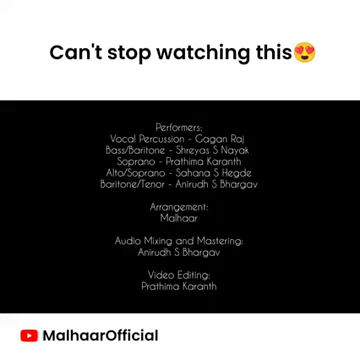 Can't stop watching this😍
Performers:
Vocal Percussion - Gagan Raj
Bass/Baritone - Shreyas S Nayak
Soprano - Prathima Karanth
Alto/Soprano - Sahana S Hegde
Baritone/Tenor - Anirudh S Bhargav
Arrangement:
Malhaar
Audio Mixing and Mastering:
Anirudh S Bhargav
Video Editing:
Prathima Karanth
MalhaarOfficial